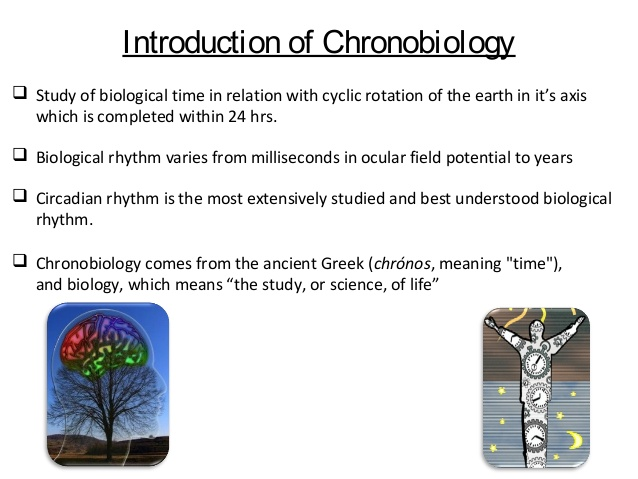 Introduction of Chronobiology
❑ Study of biological time in relation with cyclic rotation of the earth in it’s axis
which is completed within 24 hrs.
❑ Biological rhythm varies from milliseconds in ocular field potential to years
❑ Circadian rhythm is the most extensively studied and best understood biological
rhythm.
❑ Chronobiology comes from the ancient Greek (chrónos, meaning "time"),
and biology, which means “the study, or science, of life”